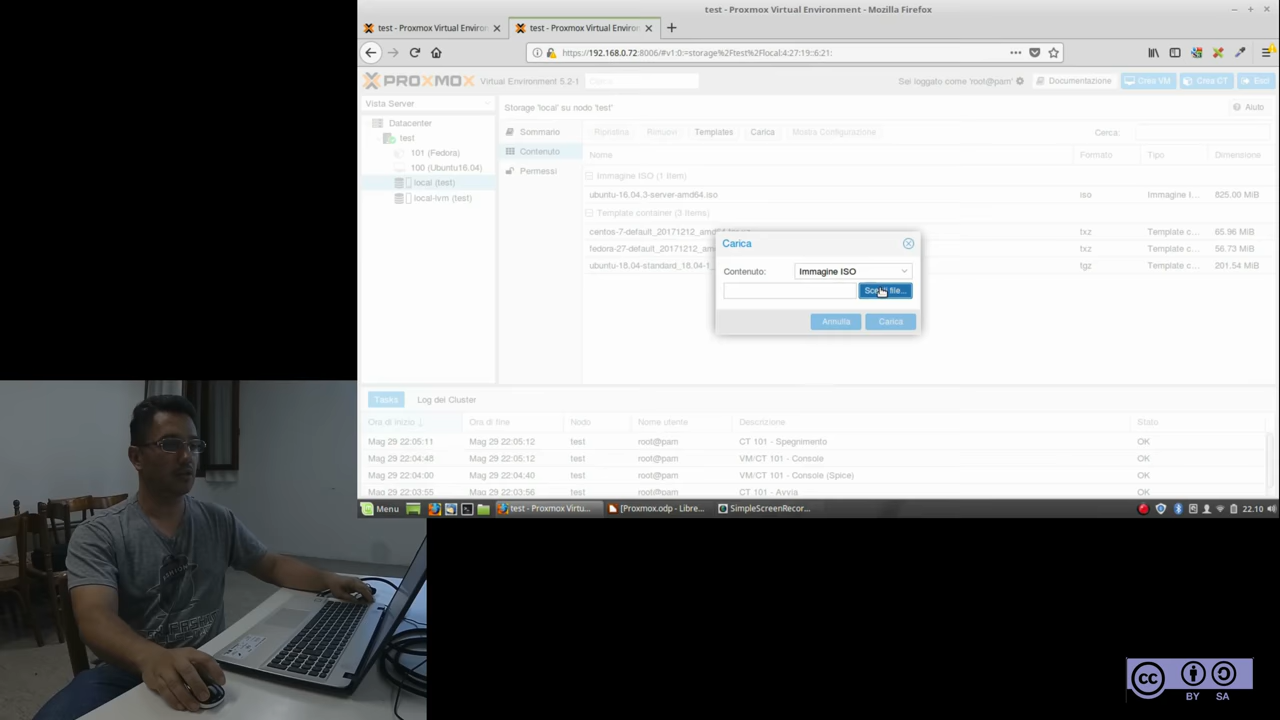 test - Proxmox Virtual Environment - Mozilla Firefox
test - Proxmox Virtual Environ
test - Proxmox Virtual Environ
https://192.168.0.72:8006/#v1:0:=storage%2Ftest%2Flocal:4:27:19::6:21:
PROXMOX Virtual Environment 5.2-1
Sei loggato come 'root@pam'
Documentazione
Crea VM
Crea CT
Esci
Vista Server
Storage 'local' su nodo 'test'
Aiuto
Datacenter
test
101 (Fedora)
100 (Ubuntu16.04)
local (test)
local-lvm (test)
Sommario
Contenuto
Permessi
Ripristina
Rimuovi
Templates
Carica
Mostra Configurazione
Cerca:
Nome
Formato
Tipo
Dimensione
Immagine ISO (1 Item)
ubuntu-16.04.3-server-amd64.iso
iso
Immagine I...
825.00 MiB
Template container (3 Items)
txz
Template c...
65.96 MiB
txz
Template c...
56.73 MiB
tgz
Template c...
201.54 MiB
Carica
Contenuto:
Immagine ISO
file...
Annulla
Carica
Tasks
Log del Cluster
Ora di inizio
Ora di fine
Nodo
Nome utente
Descrizione
Stato
Mag 29 22:05:11
Mag 29 22:05:12
test
root@pam
CT 101 - Spegnimento
OK
Mag 29 22:04:48
Mag 29 22:05:12
test
root@pam
VM/CT 101 - Console
OK
Mag 29 22:04:00
Mag 29 22:04:40
test
root@pam
VM/CT 101 - Console (Spice)
OK
Mag 29 22:03:55
Mag 29 22:03:56
test
root@pam
CT 101 - Avvia
OK
Menu
test - Proxmox Virtu...
[Proxmox.odp - Libre...
SimpleScreenRecor...
22.10
cc
BY SA